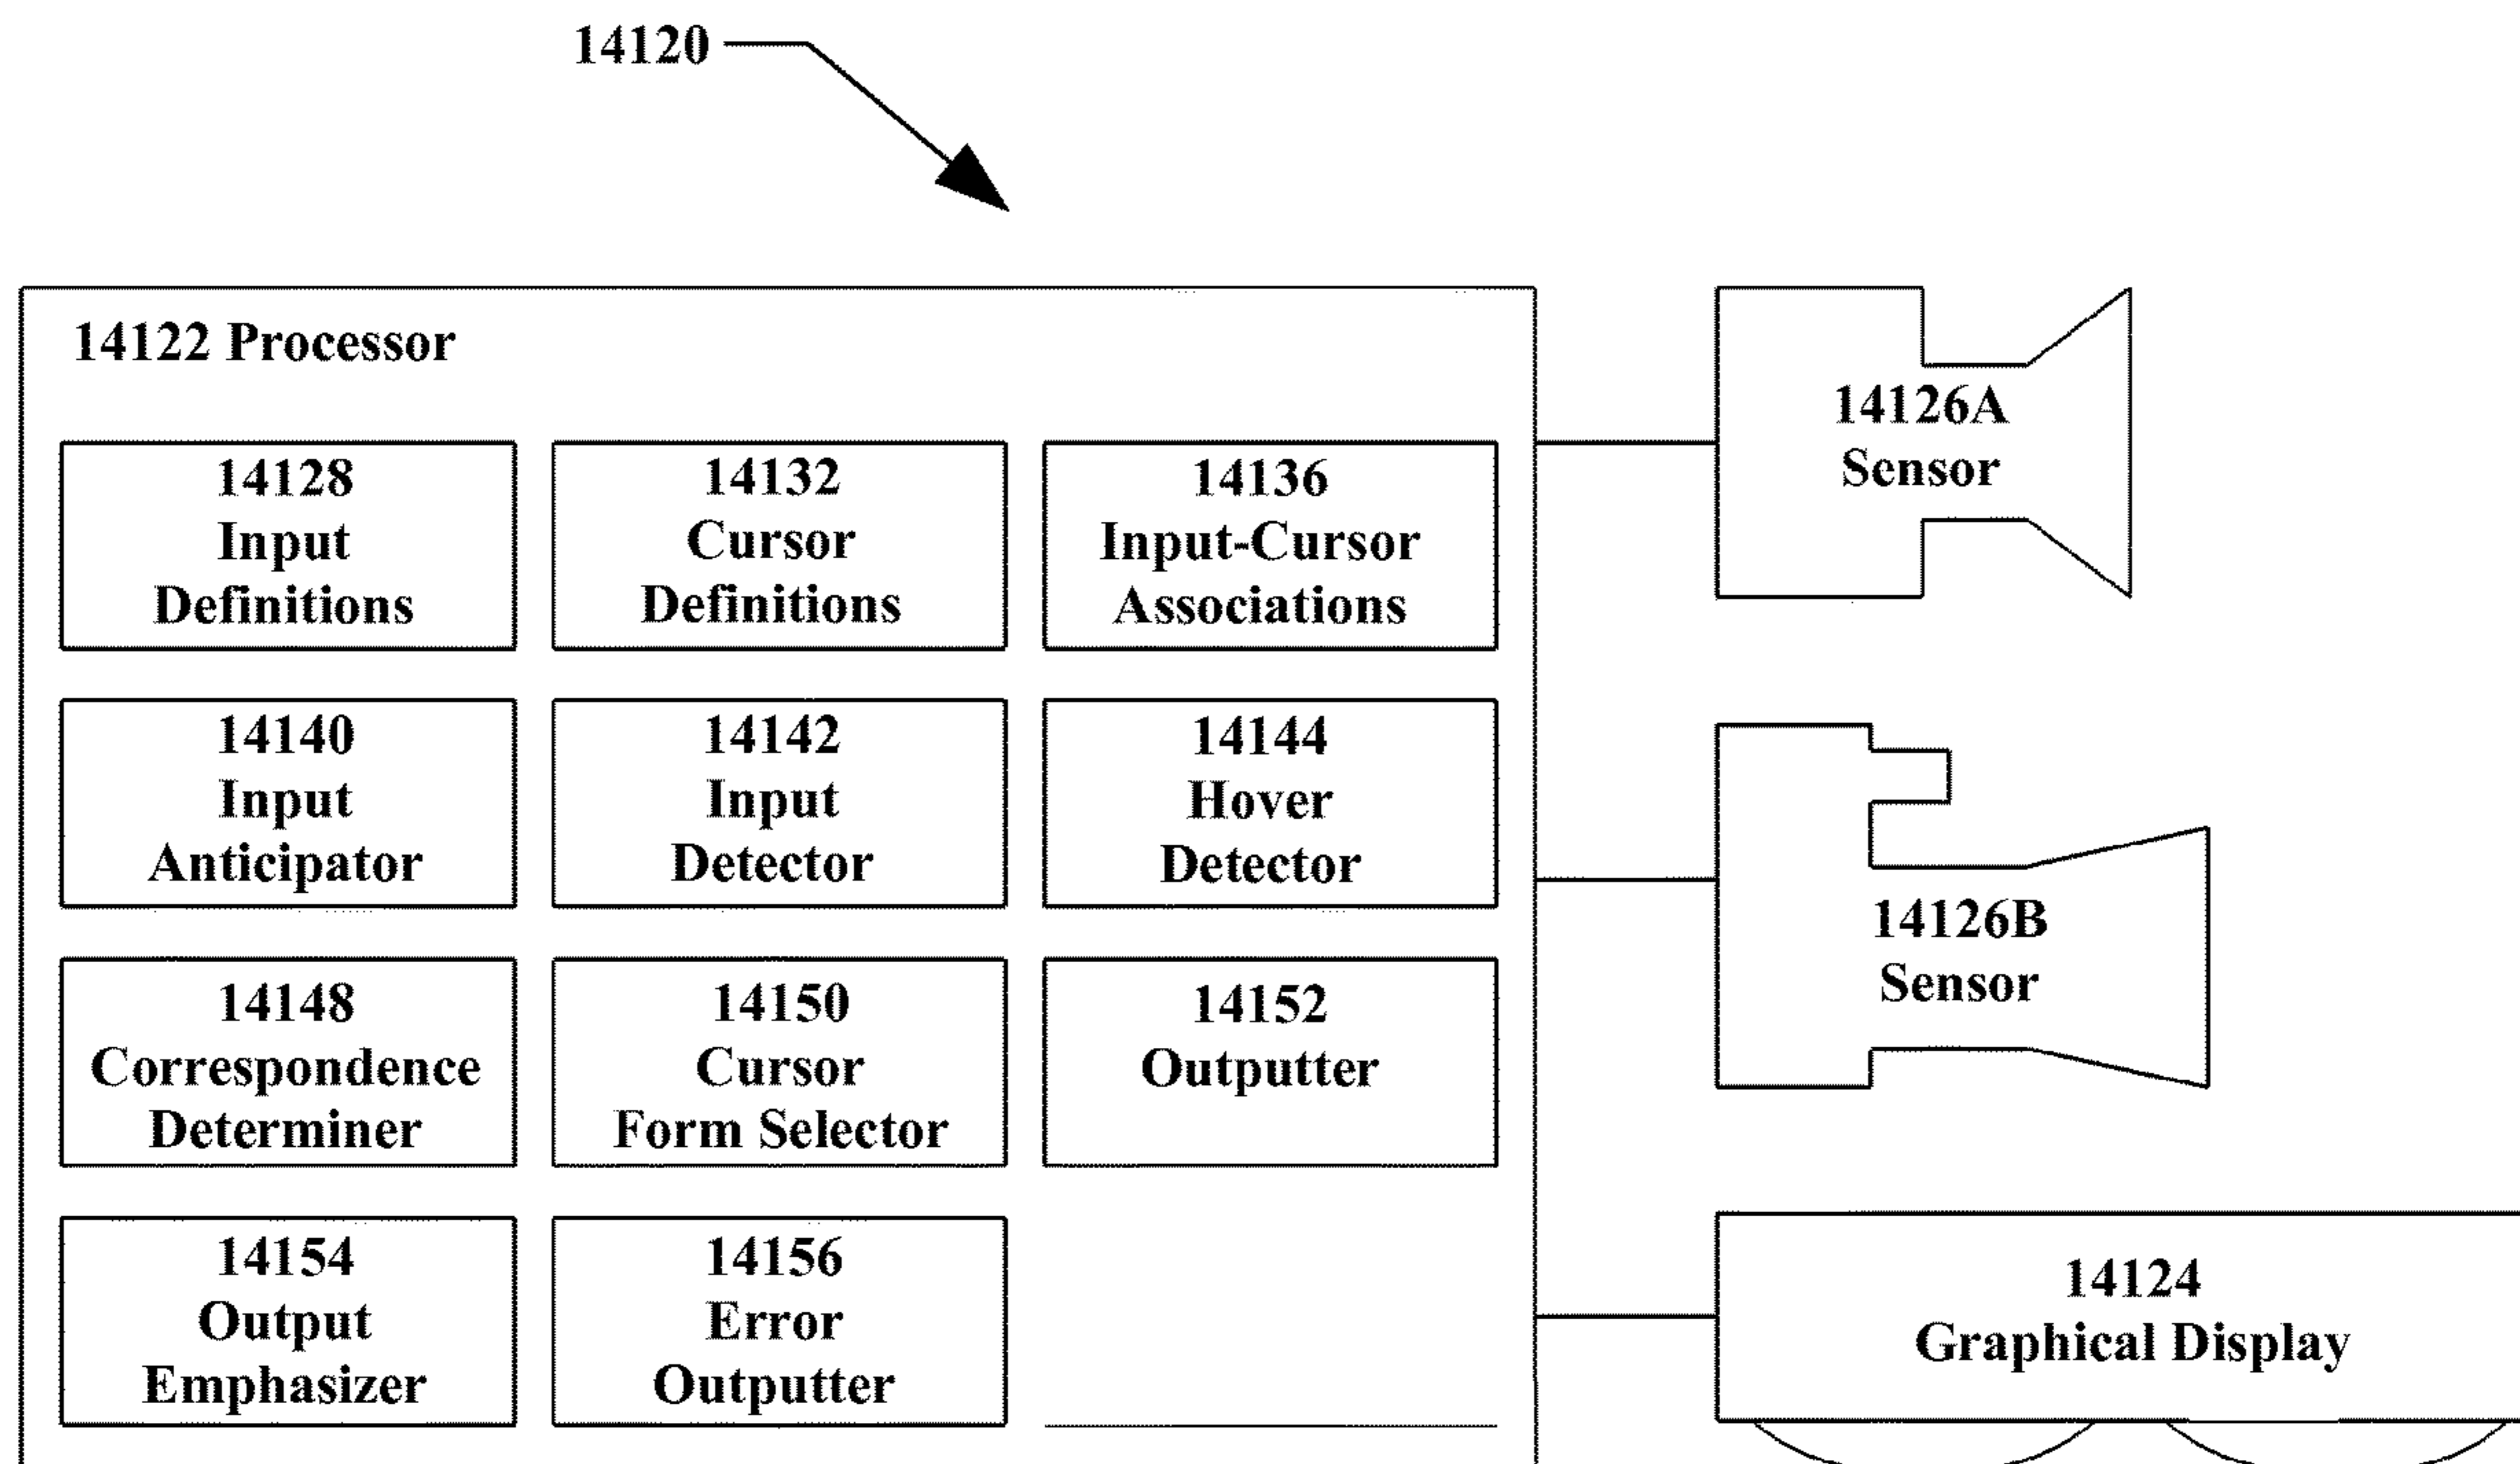 14120
14122 Processor
14128
Input
Definitions
14132
Cursor
Definitions
14136
Input-Cursor
Associations
14126A
Sensor
14140
Input
Anticipator
14142
Input
Detector
14144
Hover
Detector
14126B
Sensor
14148
Correspondence
Determiner
14150
Cursor
Form Selector
14152
Outputter
14154
Output
Emphasizer
14156
Error
Outputter
14124
Graphical Display